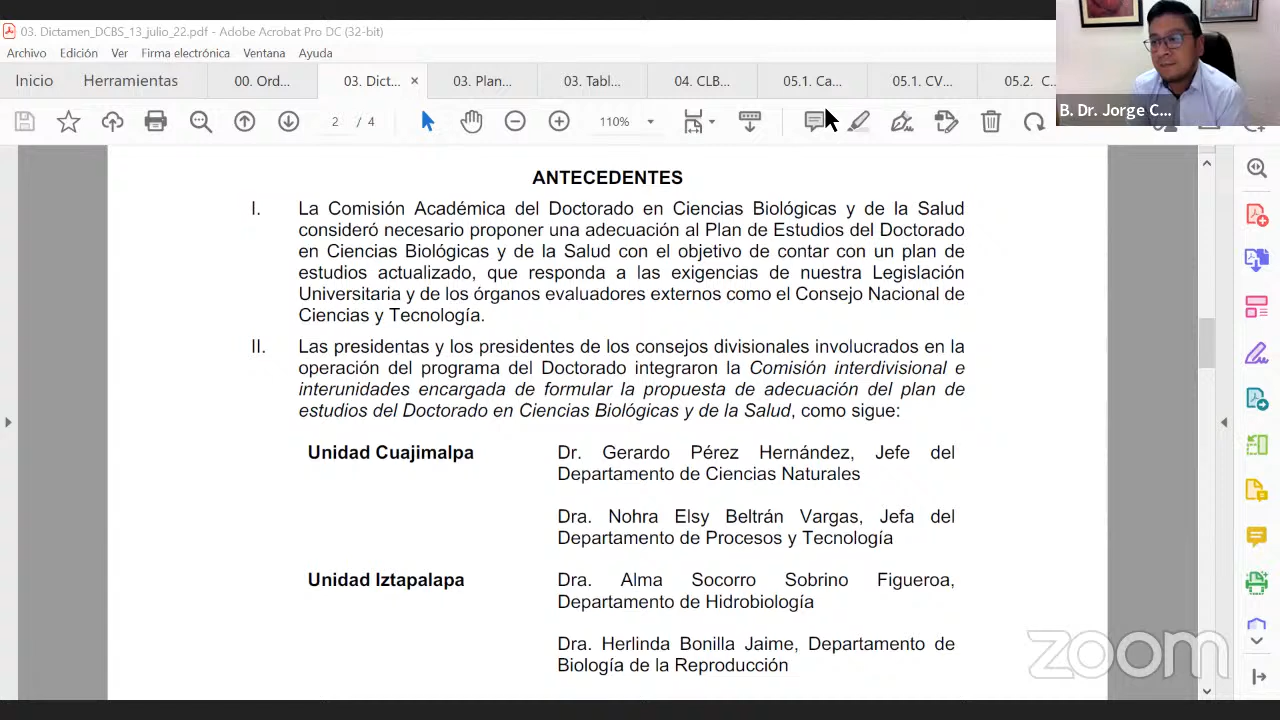 03. Dictamen_DCBS_13_julio_22.pdf - Adobe Acrobat Pro DC (32-bit)
Archivo Edición Ver Firma electrónica Ventana Ayuda
Inicio Herramientas 00. Ord... 03. Dict... × 03. Plan... 03. Tabl... 04. CLB... 05.1. Ca... 05.1. CV... 05.2. C...
2 / 4 110%
B. Dr. Jorge C...
ANTECEDENTES
I. La Comisión Académica del Doctorado en Ciencias Biológicas y de la Salud
consideró necesario proponer una adecuación al Plan de Estudios del Doctorado
en Ciencias Biológicas y de la Salud con el objetivo de contar con un plan de
estudios actualizado, que responda a las exigencias de nuestra Legislación
Universitaria y de los órganos evaluadores externos como el Consejo Nacional de
Ciencias y Tecnología.
II. Las presidentas y los presidentes de los consejos divisionales involucrados en la
operación del programa del Doctorado integraron la Comisión interdivisional e
interunidades encargada de formular la propuesta de adecuación del plan de
estudios del Doctorado en Ciencias Biológicas y de la Salud, como sigue:
Unidad Cuajimalpa Dr. Gerardo Pérez Hernández, Jefe del
Departamento de Ciencias Naturales
Dra. Nohra Elsy Beltrán Vargas, Jefa del
Departamento de Procesos y Tecnología
Unidad Iztapalapa Dra. Alma Socorro Sobrino Figueroa,
Departamento de Hidrobiología
Dra. Herlinda Bonilla Jaime, Departamento de
Biología de la Reproducción
zoom